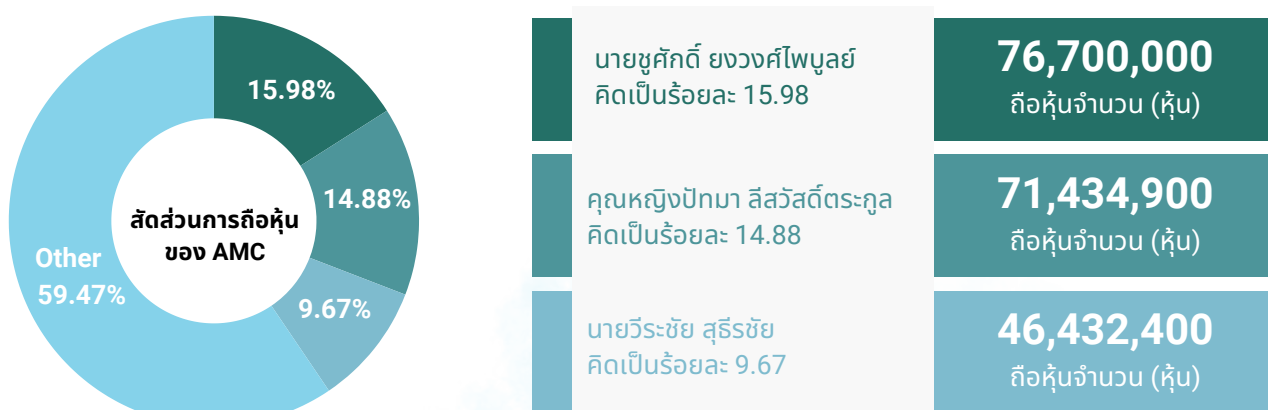 15.98%
14.88%
สัดส่วนการถือหุ้น
ของ AMC
Other
59.47%
9.67%
นายชูศักดิ์ ยงวงศ์ไพบูลย์
คิดเป็นร้อยละ 15.98
76,700,000
ถือหุ้นจำนวน (หุ้น)
คุณหญิงปัทมา ลีสวัสดิ์ตระกูล
คิดเป็นร้อยละ 14.88
71,434,900
ถือหุ้นจำนวน (หุ้น)
นายวีระชัย สุธีรชัย
คิดเป็นร้อยละ 9.67
46,432,400
ถือหุ้นจำนวน (หุ้น)